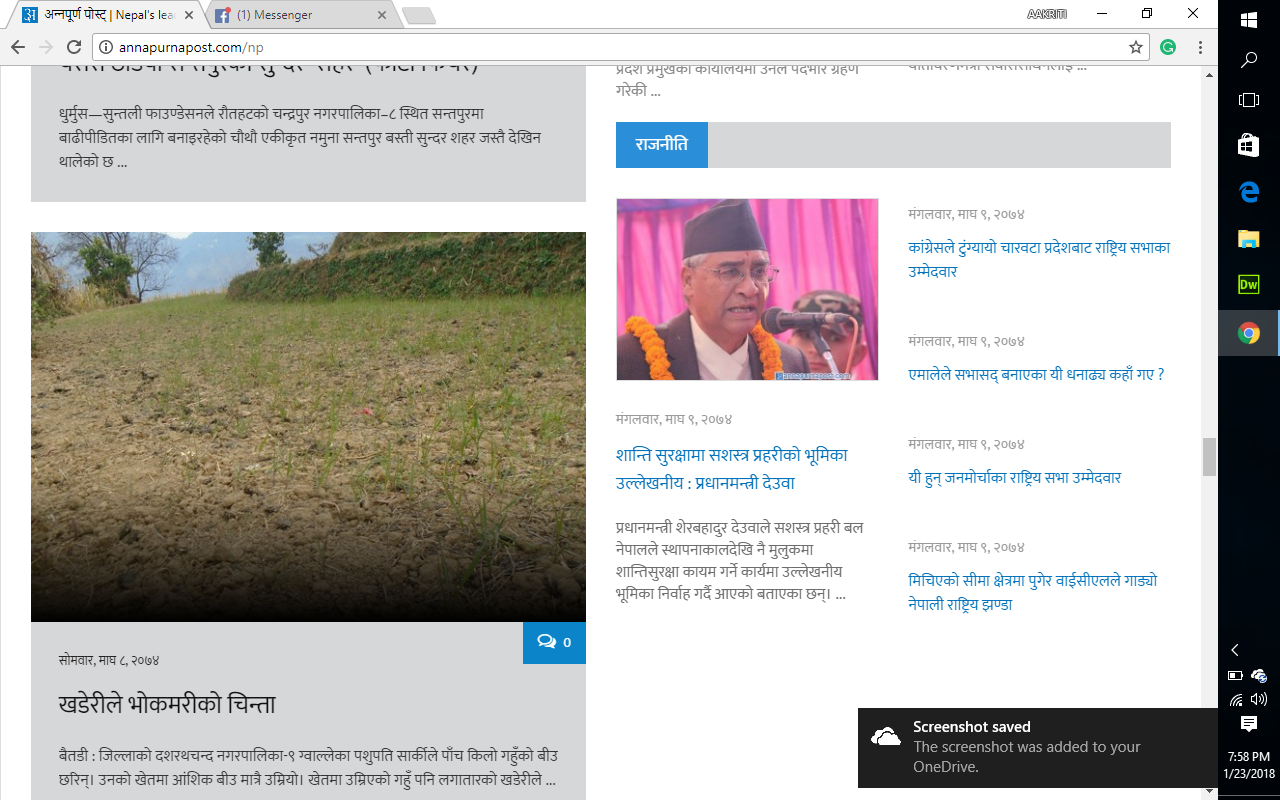 अन्नपूर्ण पोस्ट् | Nepal's lea
(1) Messenger
AAKRITI
annapurnapost.com/np
धुर्मुस—सुन्तली फाउण्डेसनले रौतहटको चन्द्रपुर नगरपालिका–८ स्थित सन्तपुरमा
बाढीपीडितका लागि बनाइरहेको चौथौ एकीकृत नमुना सन्तपुर बस्ती सुन्दर शहर जस्तै देखिन
थालेको छ ...
सोमवार, माघ ८, २०७४
0
खडेरीले भोकमरीको चिन्ता
बैतडी : जिल्लाको दशरथचन्द नगरपालिका-९ ग्वाल्लेका पशुपति सार्कीले पाँच किलो गहुँको बीउ
छरिन्। उनको खेतमा आंशिक बीउ मात्रै उम्रियो। खेतमा उम्रिएको गहुँ पनि लगातारको खडेरीले ...
प्रदेश प्रमुखको कार्यालयमा उनले पदभार ग्रहण
गरेकी ...
राजनीति
annapurnapost.com
मंगलवार, माघ ९, २०७४
शान्ति सुरक्षामा सशस्त्र प्रहरीको भूमिका
उल्लेखनीय : प्रधानमन्त्री देउवा
प्रधानमन्त्री शेरबहादुर देउवाले सशस्त्र प्रहरी बल
नेपालले स्थापनाकालदेखि नै मुलुकमा
शान्तिसुरक्षा कायम गर्ने कार्यमा उल्लेखनीय
भूमिका निर्वाह गर्दै आएको बताएका छन्। ...
मंगलवार, माघ ९, २०७४
कांग्रेसले टुंग्यायो चारवटा प्रदेशबाट राष्ट्रिय सभाका
उम्मेदवार
मंगलवार, माघ ९, २०७४
एमालेले सभासद् बनाएका यी धनाढ्य कहाँ गए ?
मंगलवार, माघ ९, २०७४
यी हुन् जनमोर्चाका राष्ट्रिय सभा उम्मेदवार
मंगलवार, माघ ९, २०७४
मिचिएको सीमा क्षेत्रमा पुगेर वाईसीएलले गाड्यो
नेपाली राष्ट्रिय झण्डा
Screenshot saved
The screenshot was added to your
OneDrive.
Dw
7:58 PM
1/23/2018